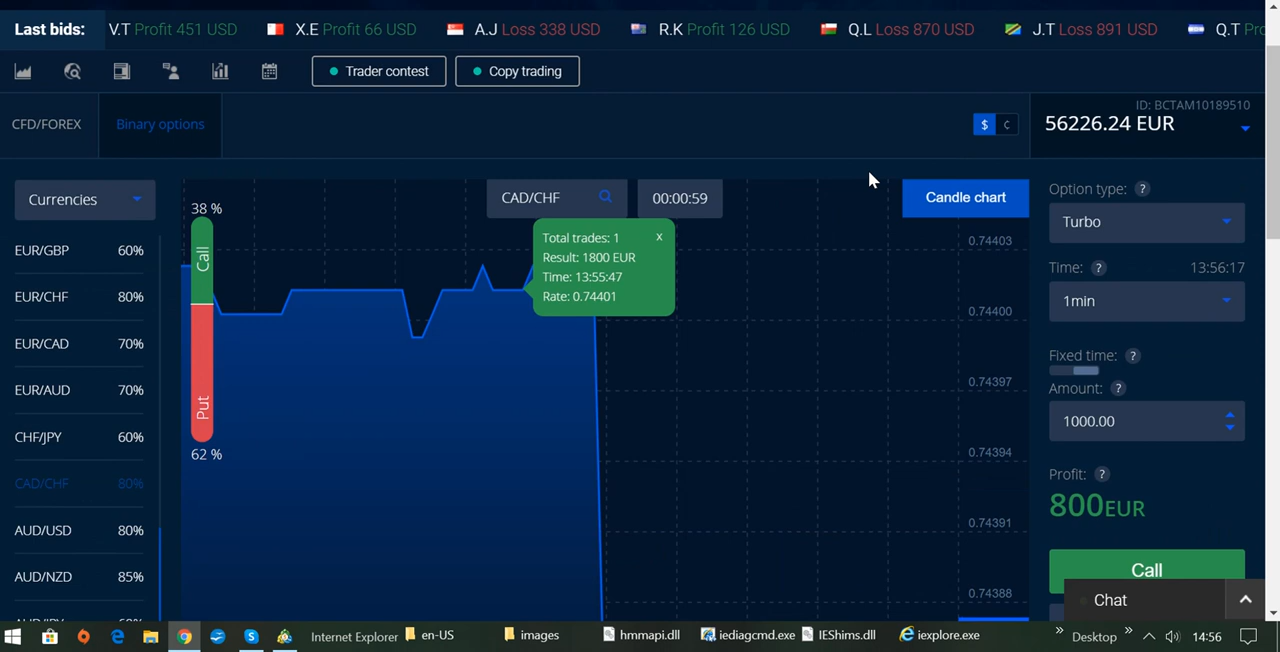 Last bids: V.T Profit 451 USD X.E Profit 66 USD A.J Loss 338 USD R.K Profit 126 USD Q.L Loss 870 USD J.T Loss 891 USD Q.T
Trader contest Copy trading
CFD/FOREX Binary options $ ¢
ID: BCTAM10189510
56226.24 EUR
Currencies
EUR/GBP 60%
EUR/CHF 80%
EUR/CAD 70%
EUR/AUD 70%
CHF/JPY 60%
CAD/CHF 80%
AUD/USD 80%
AUD/NZD 85%
38 %
Call
Put
62 %
CAD/CHF 00:00:59 Candle chart
Total trades: 1 x
Result: 1800 EUR
Time: 13:55:47
Rate: 0.74401
0.74403
0.74400
0.74397
0.74394
0.74391
0.74388
Option type: ?
Turbo
Time: ? 13:56:17
1min
Fixed time: ?
Amount: ?
1000.00
Profit: ?
800EUR
Call
Chat
Internet Explorer en-US images hmmapi.dll iediagcmd.exe IEShims.dll iexplore.exe Desktop 14:56